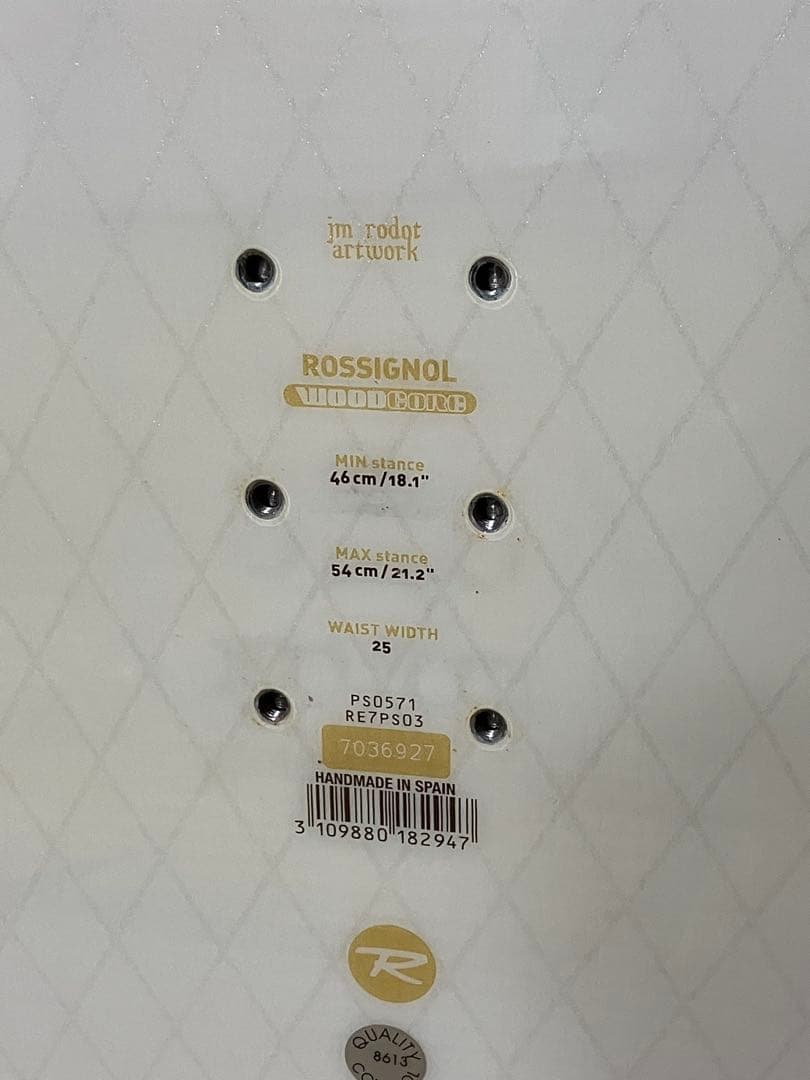 jm rodot
artwork
ROSSIGNOL
WOODCORE
MIN stance
46 cm / 18.1"
MAX stance
54 cm / 21.2"
WAIST WIDTH
25
PS0571
RE7PS03
7036927
HANDMADE IN SPAIN
3 109880 182947
R
QUALITY
8613